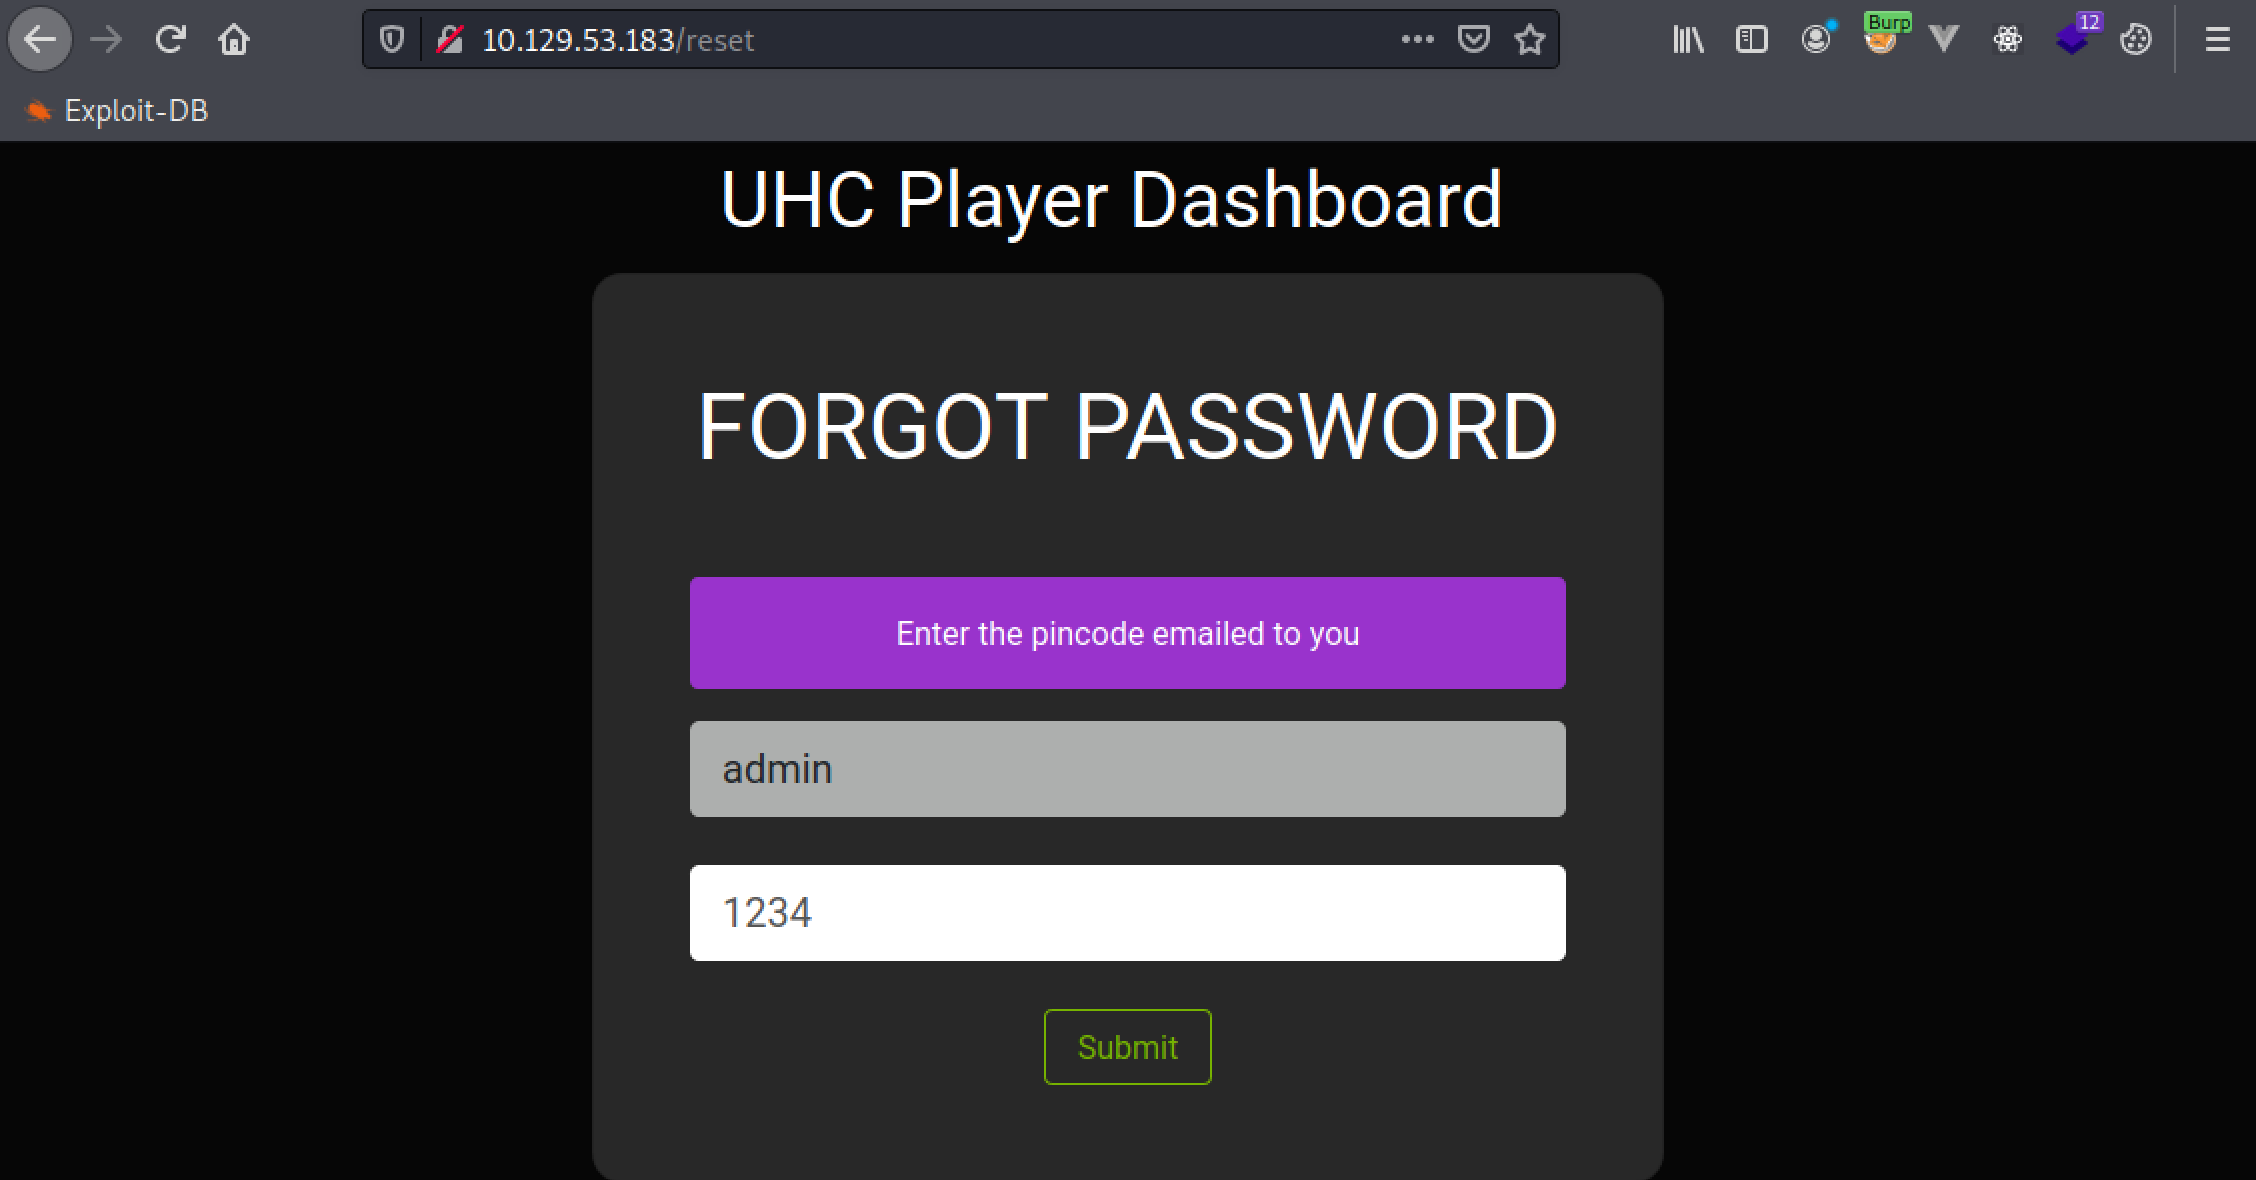 10.129.53.183/reset
Burp
12
Exploit-DB
UHC Player Dashboard
FORGOT PASSWORD
Enter the pincode emailed to you
admin
1234
Submit